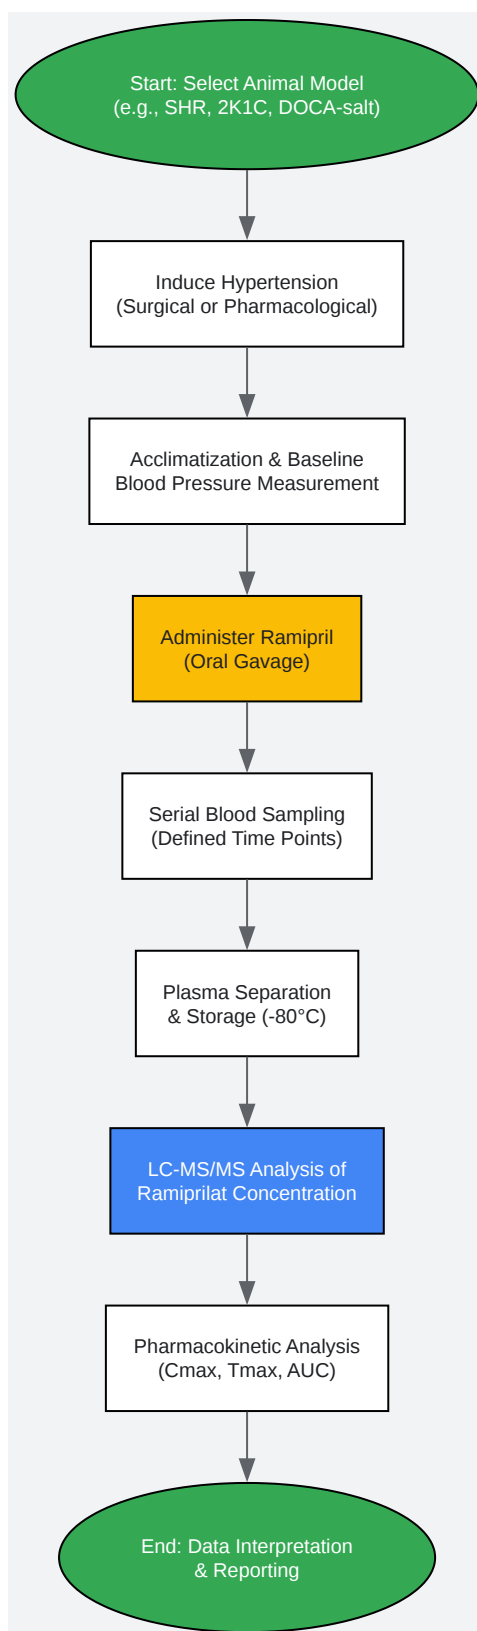 Start: Select Animal Model
(e.g., SHR, 2K1C, DOCA-salt)
Induce Hypertension
(Surgical or Pharmacological)
Acclimatization & Baseline
Blood Pressure Measurement
Administer Ramipril
(Oral Gavage)
Serial Blood Sampling
(Defined Time Points)
Plasma Separation
& Storage (-80°C)
LC-MS/MS Analysis of
Ramiprilat Concentration
Pharmacokinetic Analysis
(Cmax, Tmax, AUC)
End: Data Interpretation
& Reporting